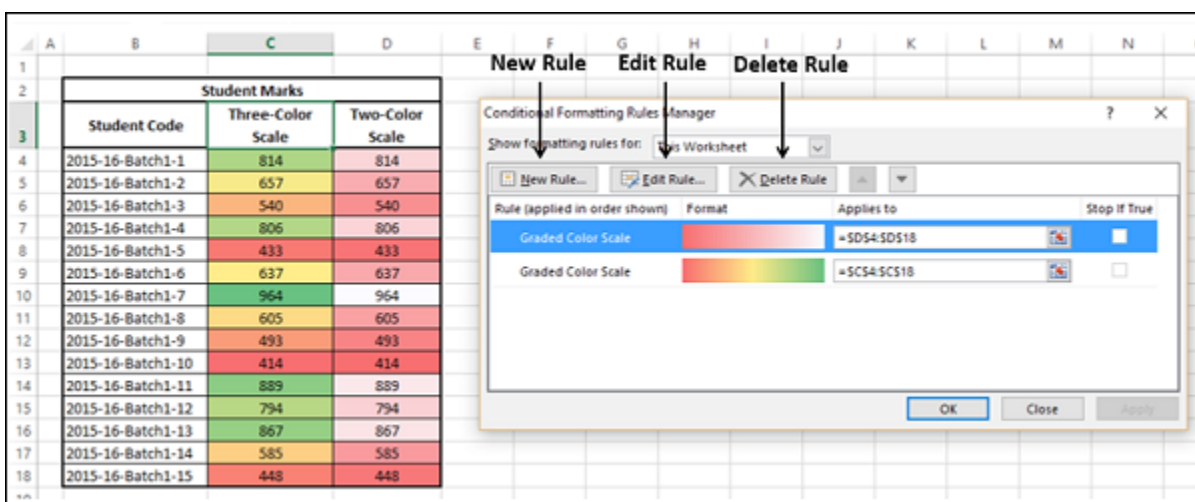 A B C D E F G H I J K L M N
New Rule Edit Rule Delete Rule
1
2 Student Marks
3 Student Code Three-Color Scale Two-Color Scale
4 2015-16-Batch1-1 814 814
5 2015-16-Batch1-2 657 657
6 2015-16-Batch1-3 540 540
7 2015-16-Batch1-4 806 806
8 2015-16-Batch1-5 433 433
9 2015-16-Batch1-6 637 637
10 2015-16-Batch1-7 964 964
11 2015-16-Batch1-8 605 605
12 2015-16-Batch1-9 493 493
13 2015-16-Batch1-10 414 414
14 2015-16-Batch1-11 889 889
15 2015-16-Batch1-12 794 794
16 2015-16-Batch1-13 867 867
17 2015-16-Batch1-14 585 585
18 2015-16-Batch1-15 448 448
Conditional Formatting Rules Manager ? ×
Show formatting rules for: This Worksheet
New Rule... Edit Rule... Delete Rule
Rule (applied in order shown) Format Applies to Stop If True
Graded Color Scale =$D$4:$D$18
Graded Color Scale =$C$4:$C$18
OK Close Apply